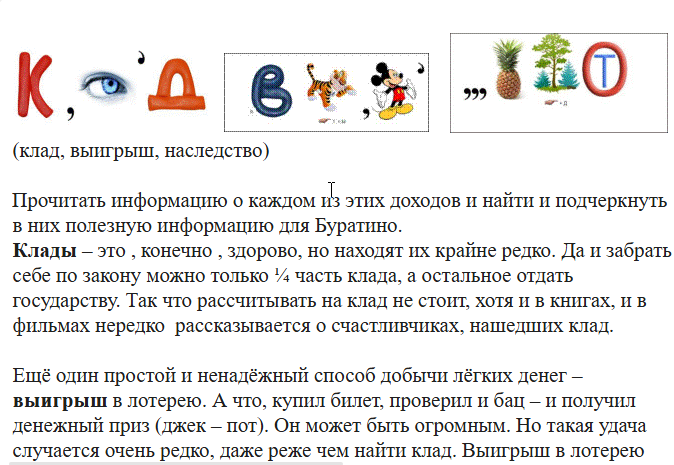 К , ' Д В , ' ,,, Т
(клад, выигрыш, наследство)
Прочитать информацию о каждом из этих доходов и найти и подчеркнуть
в них полезную информацию для Буратино.
Клады – это , конечно , здорово, но находят их крайне редко. Да и забрать
себе по закону можно только ¼ часть клада, а остальное отдать
государству. Так что рассчитывать на клад не стоит, хотя и в книгах, и в
фильмах нередко рассказывается о счастливчиках, нашедших клад.
Ещё один простой и ненадёжный способ добычи лёгких денег –
выигрыш в лотерею. А что, купил билет, проверил и бац – и получил
денежный приз (джек – пот). Он может быть огромным. Но такая удача
случается очень редко, даже реже чем найти клад. Выигрыш в лотерею